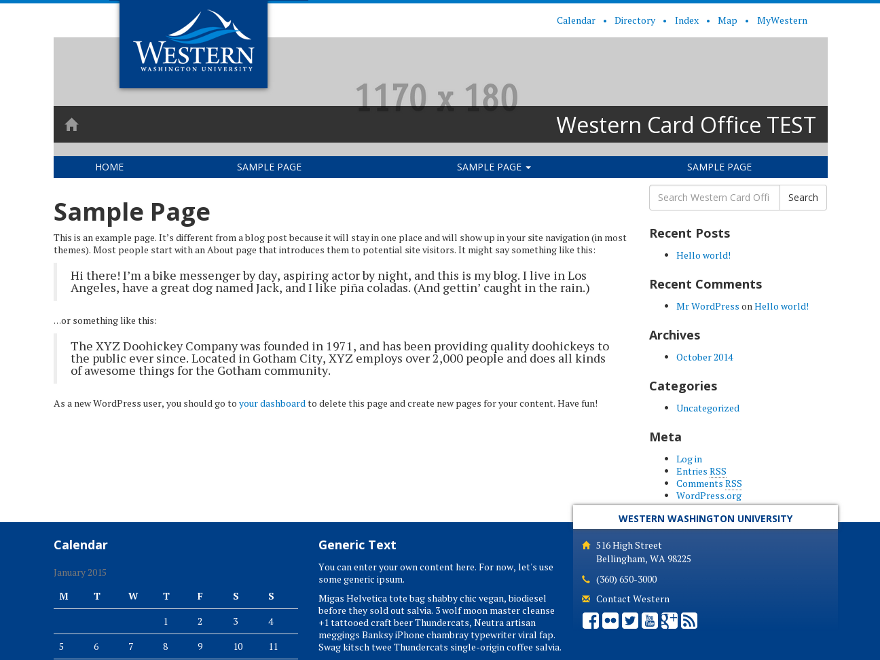 WESTERN
WASHINGTON UNIVERSITY
Calendar • Directory • Index • Map • MyWestern
1170 x 180
Western Card Office TEST
HOME SAMPLE PAGE SAMPLE PAGE SAMPLE PAGE
Search Western Card Offi Search
Sample Page
This is an example page. It's different from a blog post because it will stay in one place and will show up in your site navigation (in most
themes). Most people start with an About page that introduces them to potential site visitors. It might say something like this:
Hi there! I'm a bike messenger by day, aspiring actor by night, and this is my blog. I live in Los
Angeles, have a great dog named Jack, and I like piña coladas. (And gettin' caught in the rain.)
…or something like this:
The XYZ Doohickey Company was founded in 1971, and has been providing quality doohickeys to
the public ever since. Located in Gotham City, XYZ employs over 2,000 people and does all kinds
of awesome things for the Gotham community.
As a new WordPress user, you should go to your dashboard to delete this page and create new pages for your content. Have fun!
Recent Posts
• Hello world!
Recent Comments
• Mr WordPress on Hello world!
Archives
• October 2014
Categories
• Uncategorized
Meta
• Log in
• Entries RSS
• Comments RSS
• WordPress.org
Calendar
January 2015
M T W T F S S
1 2 3 4
5 6 7 8 9 10 11
Generic Text
You can enter your own content here. For now, let's use
some generic ipsum.
Migas Helvetica tote bag shabby chic vegan, biodiesel
before they sold out salvia. 3 wolf moon master cleanse
+1 tattooed craft beer Thundercats, Neutra artisan
meggings Banksy iPhone chambray typewriter viral fap.
Swag kitsch twee Thundercats single-origin coffee salvia.
WESTERN WASHINGTON UNIVERSITY
516 High Street
Bellingham, WA 98225
(360) 650-3000
Contact Western